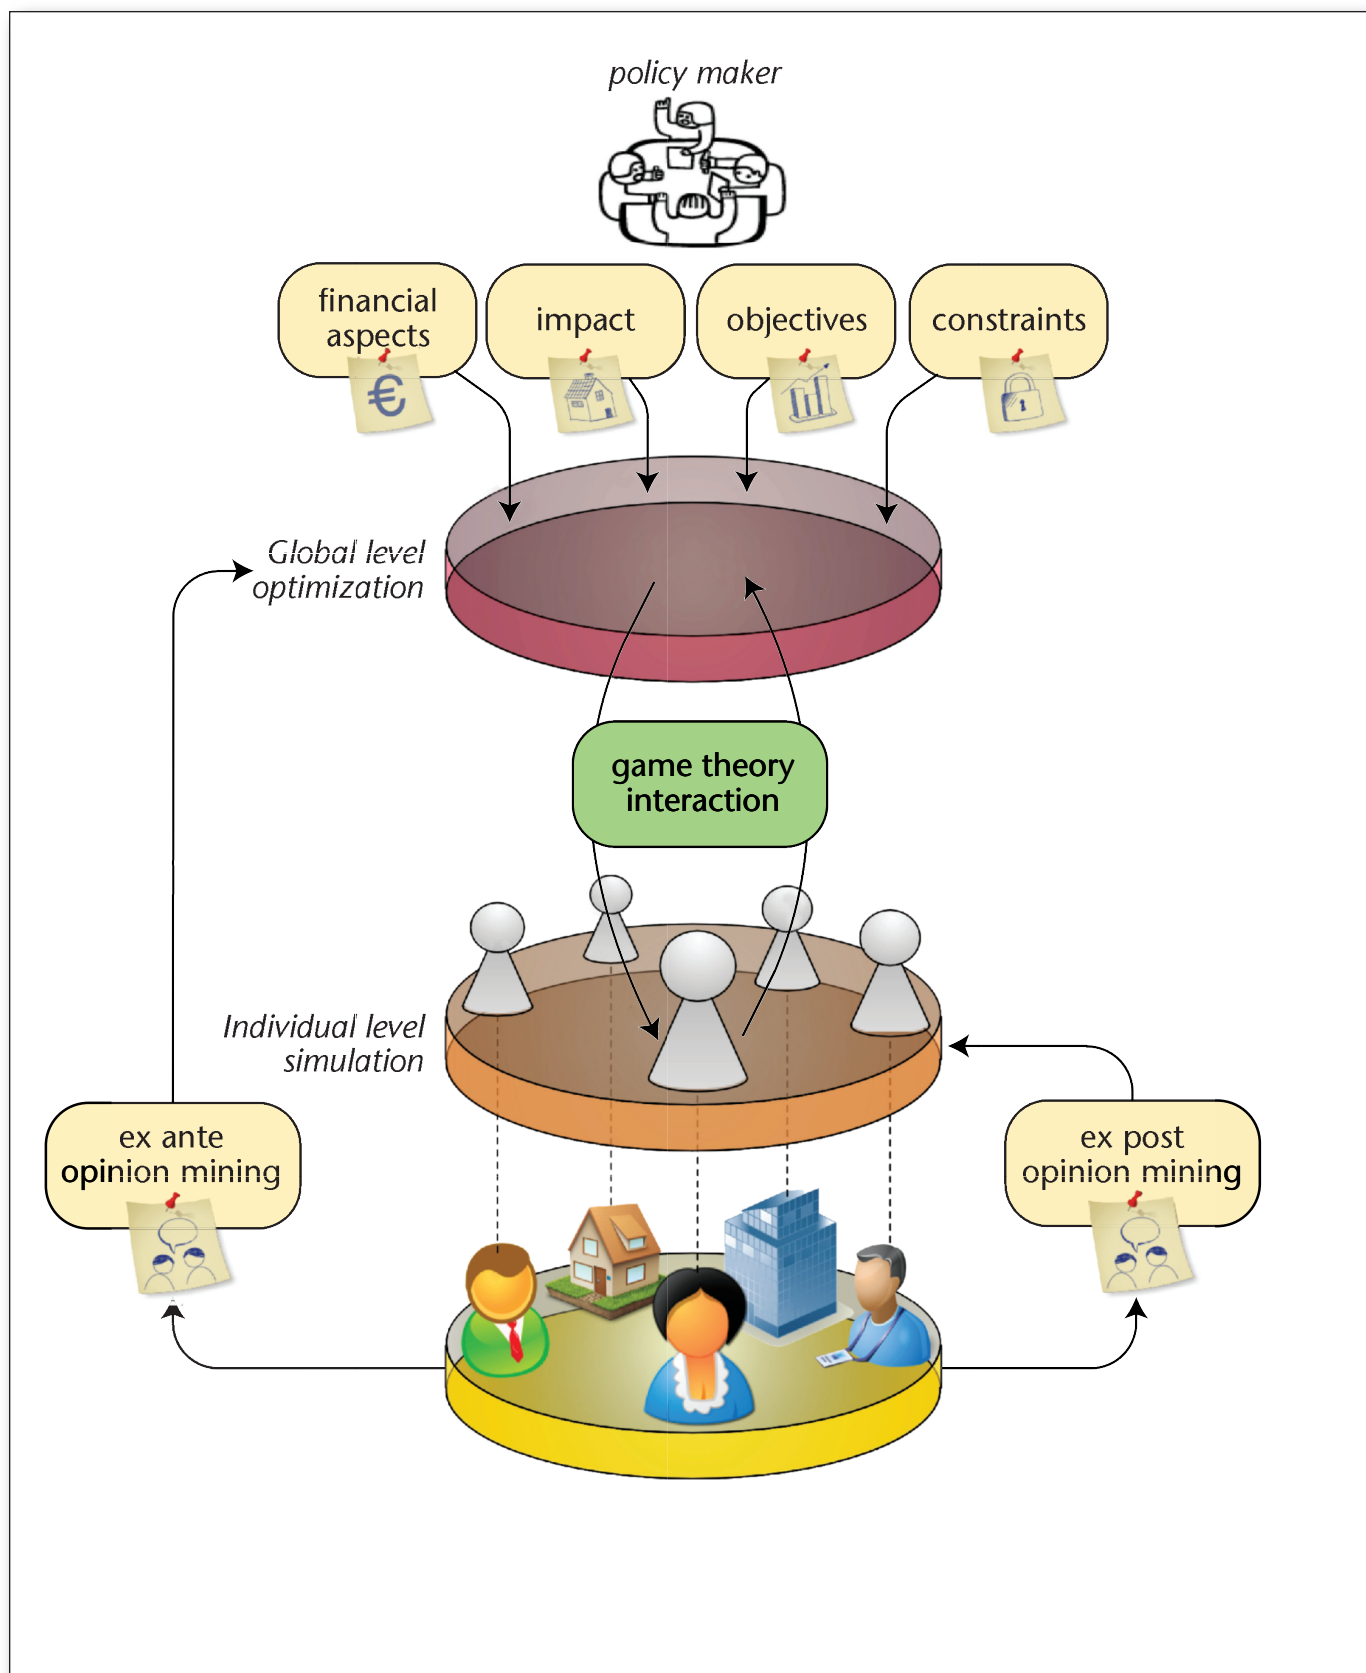 policy maker
financial
aspects
impact
objectives
constraints
€
Global level
optimization
game theory
interaction
Individual level
simulation
ex ante
opinion mining
ex post
opinion mining